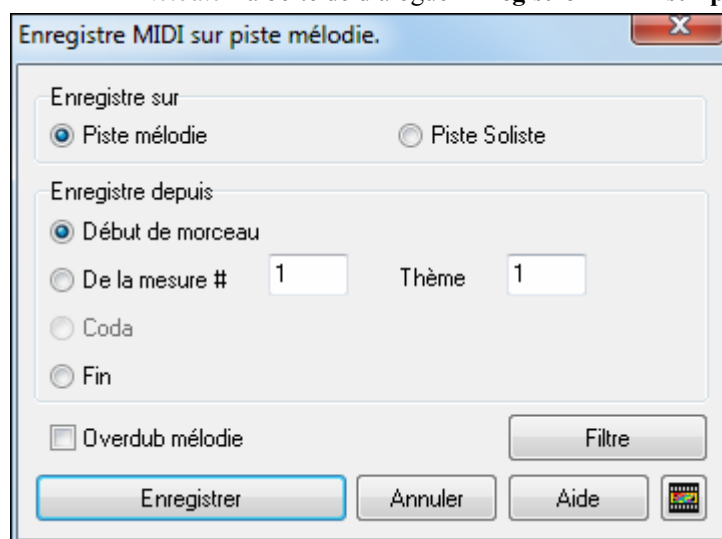 Enregistre MIDI sur piste mélodie.
Enregistre sur
Piste mélodie Piste Soliste
Enregistre depuis
Début de morceau
De la mesure # 1 Thème 1
Coda
Fin
Overdub mélodie Filtre
Enregistrer Annuler Aide